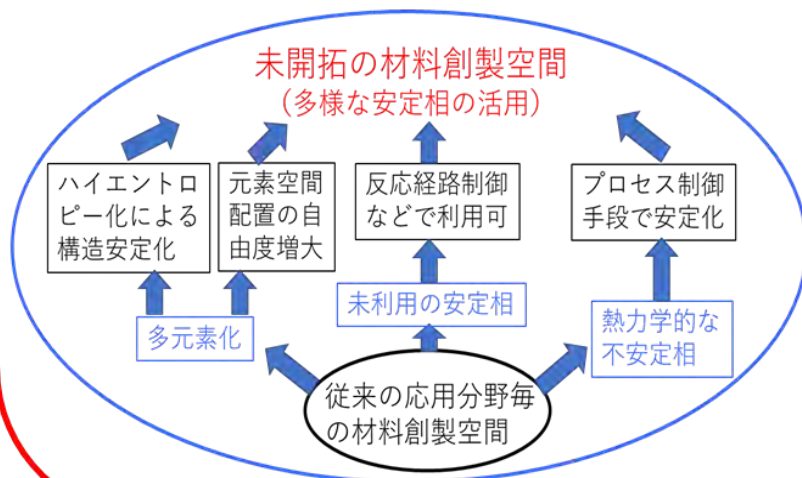 未開拓の材料創製空間
（多様な安定相の活用）
ハイエントロ
ピー化による
構造安定化
元素空間
配置の自
由度増大
反応経路制御
などで利用可
プロセス制御
手段で安定化
多元素化
未利用の安定相
熱力学的な
不安定相
従来の応用分野毎
の材料創製空間